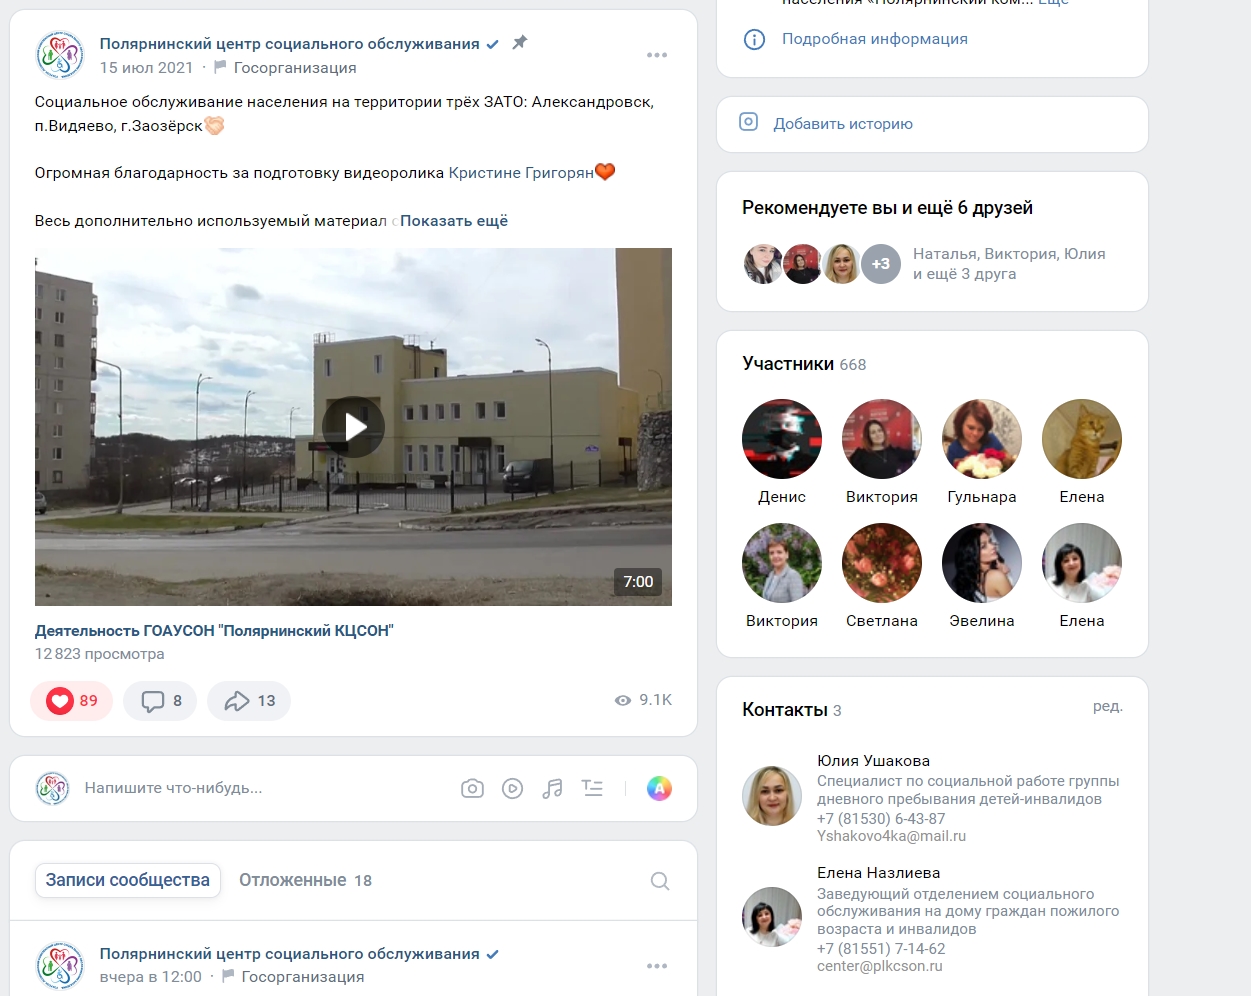 Полярнинский центр социального обслуживания
15 июл 2021 · Госорганизация
Социальное обслуживание населения на территории трёх ЗАТО: Александровск,
п.Видяево, г.Заозёрск
Огромная благодарность за подготовку видеоролика Кристине Григорян
Весь дополнительно используемый материал с Показать ещё
7:00
Деятельность ГОАУСОН "Полярнинский КЦСОН"
12 823 просмотра
89
8
13
9.1K
Напишите что-нибудь...
A
Записи сообщества
Отложенные 18
Полярнинский центр социального обслуживания
вчера в 12:00 · Госорганизация
населения «Полярнинский ком... Ещё
Подробная информация
Добавить историю
Рекомендуете вы и ещё 6 друзей
+3
Наталья, Виктория, Юлия
и ещё 3 друга
Участники 668
Денис
Виктория
Гульнара
Елена
Виктория
Светлана
Эвелина
Елена
Контакты 3
ред.
Юлия Ушакова
Специалист по социальной работе группы
дневного пребывания детей-инвалидов
+7 (81530) 6-43-87
Yshakovo4ka@mail.ru
Елена Назлиева
Заведующий отделением социального
обслуживания на дому граждан пожилого
возраста и инвалидов
+7 (81551) 7-14-62
center@plkcson.ru